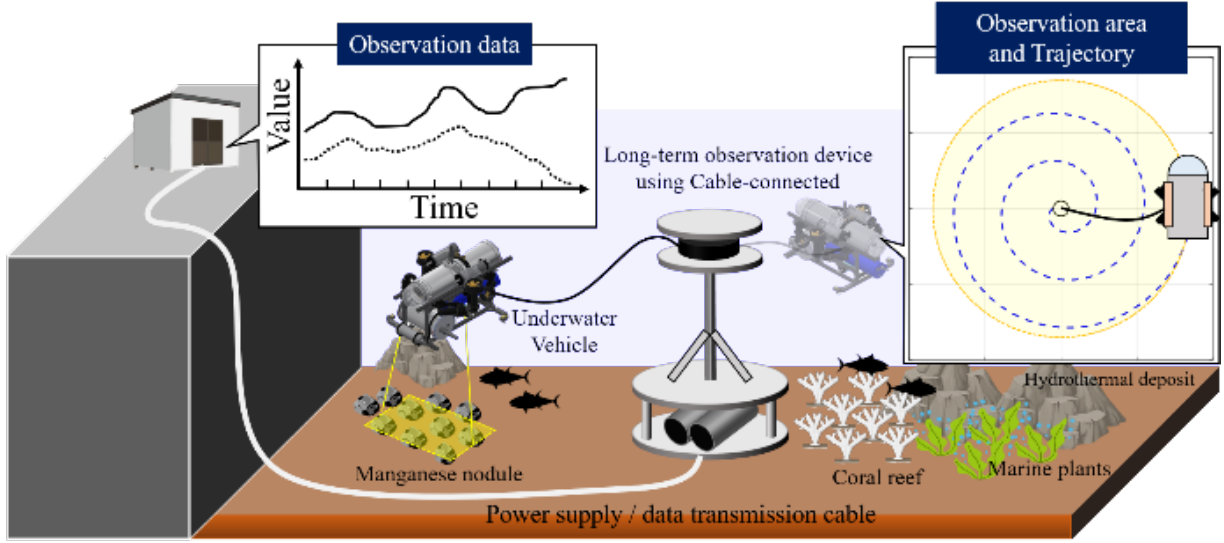 Observation data
Value
Time
Observation area
and Trajectory
Long-term observation device
using Cable-connected
Underwater
Vehicle
Hydrothermal deposit
Manganese nodule
Coral reef
Marine plants
Power supply / data transmission cable